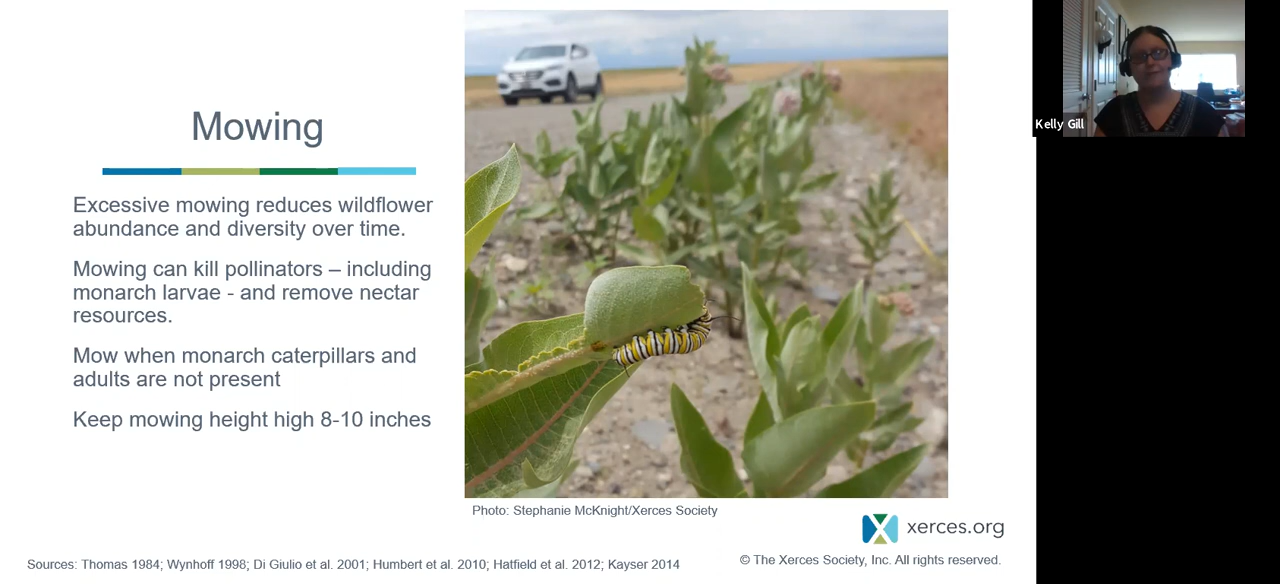 Mowing
Excessive mowing reduces wildflower
abundance and diversity over time.
Mowing can kill pollinators – including
monarch larvae - and remove nectar
resources.
Mow when monarch caterpillars and
adults are not present
Keep mowing height high 8-10 inches
Photo: Stephanie McKnight/Xerces Society
xerces.org
Sources: Thomas 1984; Wynhoff 1998; Di Giulio et al. 2001; Humbert et al. 2010; Hatfield et al. 2012; Kayser 2014
© The Xerces Society, Inc. All rights reserved.
Kelly Gill